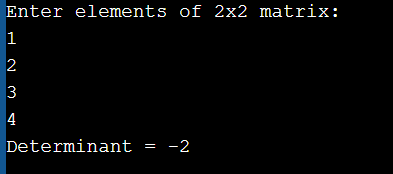 Enter elements of 2x2 matrix:
1
2
3
4
Determinant = -2